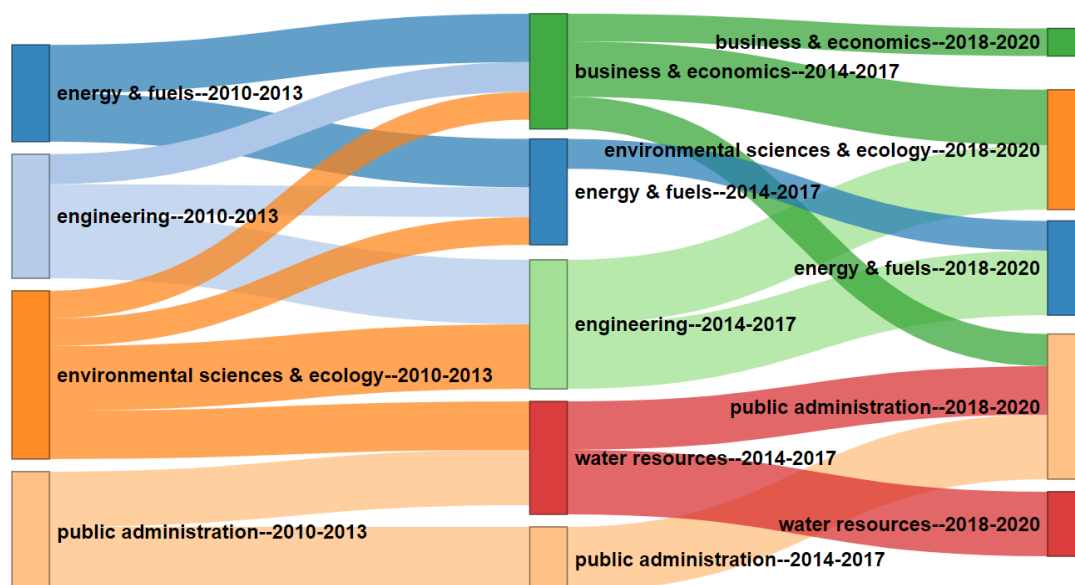 energy & fuels--2010-2013
engineering--2010-2013
environmental sciences & ecology--2010-2013
public administration--2010-2013
business & economics--2014-2017
energy & fuels--2014-2017
engineering--2014-2017
water resources--2014-2017
public administration--2014-2017
business & economics--2018-2020
environmental sciences & ecology--2018-2020
energy & fuels--2018-2020
public administration--2018-2020
water resources--2018-2020